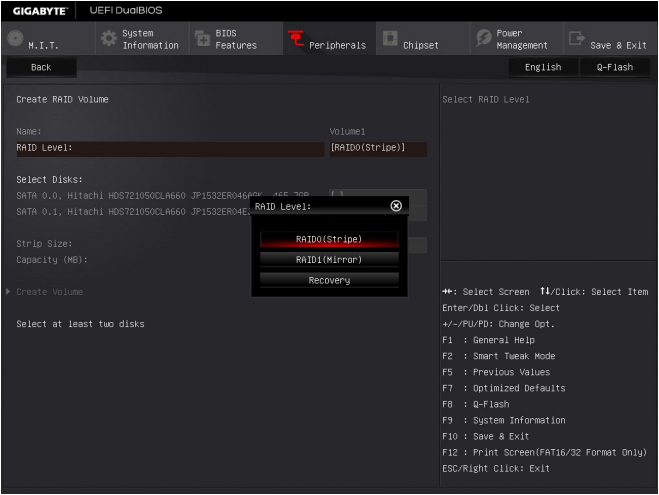 GIGABYTE™ UEFI DualBIOS
M.I.T. System Information BIOS Features Peripherals Chipset Power Management Save & Exit
Back English Q-Flash
Create RAID Volume
Select RAID Level
Name: Volume1
RAID Level: [RAID0(Stripe)]
Select Disks:
SATA 0.0, Hitachi HDS721050CLA660 [ ]
SATA 0.1, Hitachi HDS721050CLA660
RAID Level:
RAID0(Stripe)
RAID1(Mirror)
Recovery
Strip Size:
Capacity (MB):
Create Volume
Select at least two disks
→←: Select Screen ↑↓/Click: Select Item
Enter/Dbl Click: Select
+/-/PU/PD: Change Opt.
F1 : General Help
F2 : Smart Tweak Mode
F5 : Previous Values
F7 : Optimized Defaults
F8 : Q-Flash
F9 : System Information
F10 : Save & Exit
F12 : Print Screen(FAT16/32 Format Only)
ESC/Right Click: Exit